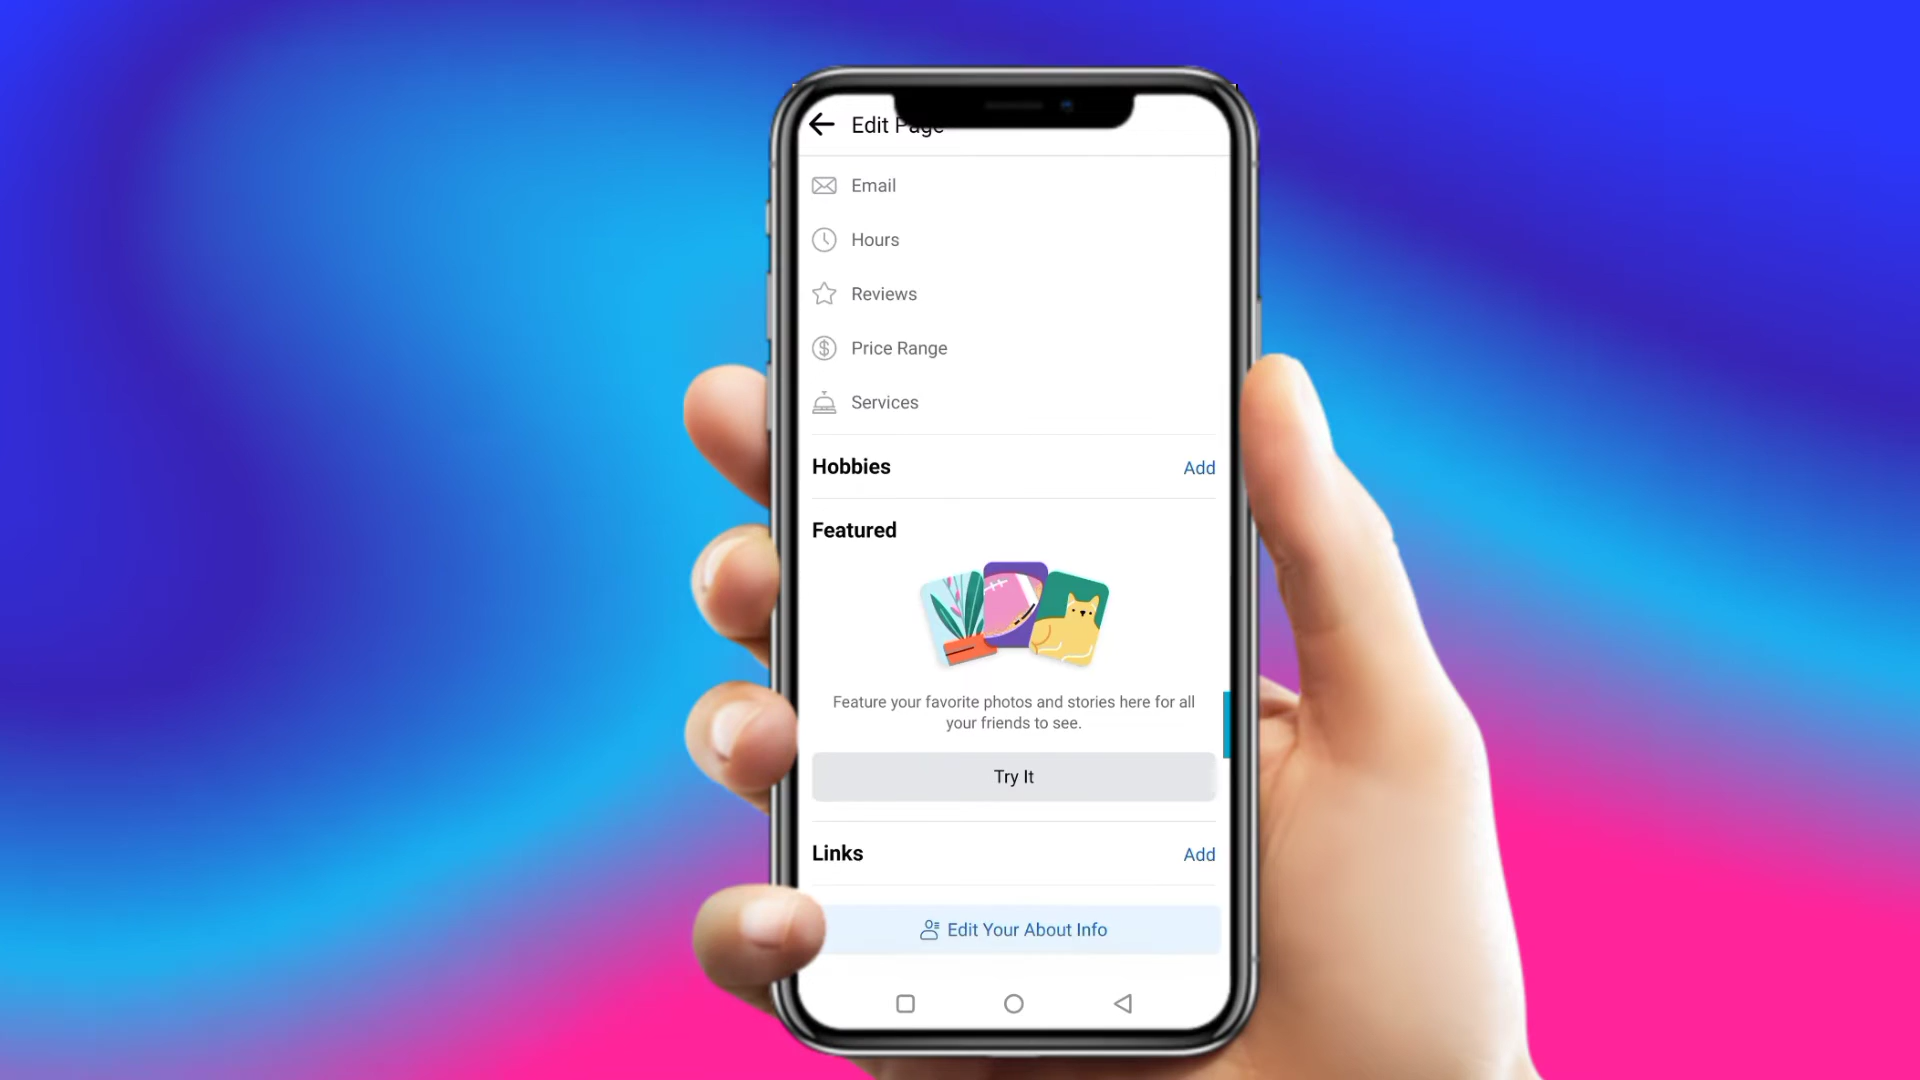 Edit Page
Email
Hours
Reviews
Price Range
Services
Hobbies
Add
Featured
Feature your favorite photos and stories here for all
your friends to see.
Try It
Links
Add
Edit Your About Info